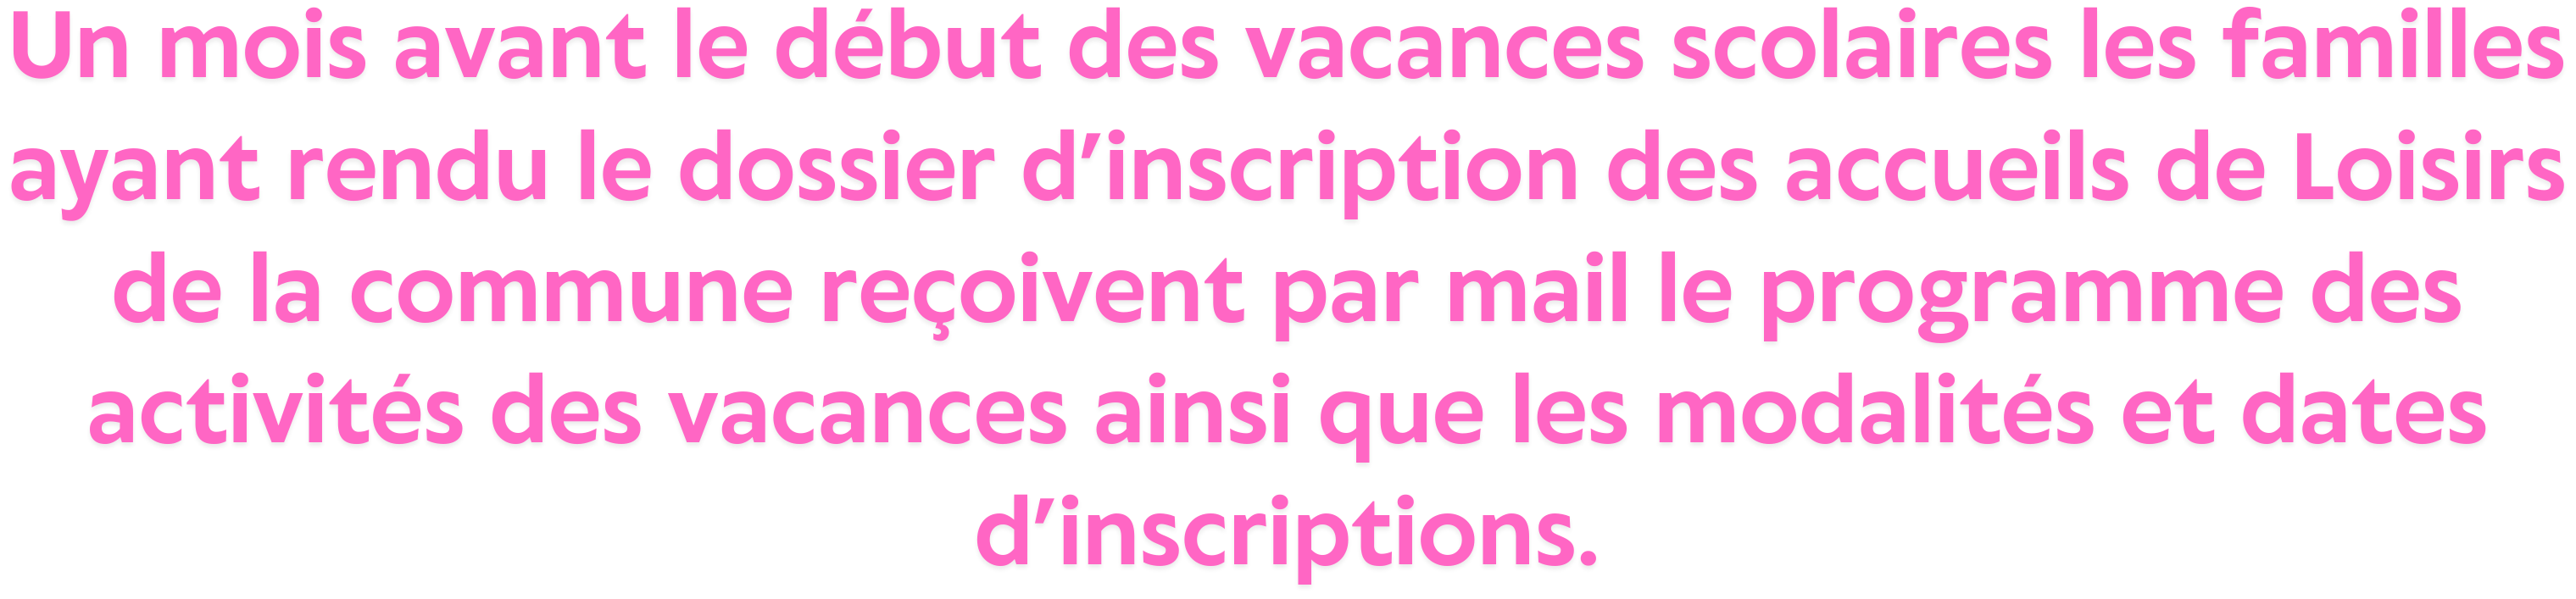 Un mois avant le début des vacances scolaires les familles
ayant rendu le dossier d’inscription des accueils de Loisirs
de la commune reçoivent par mail le programme des
activités des vacances ainsi que les modalités et dates
d’inscriptions.